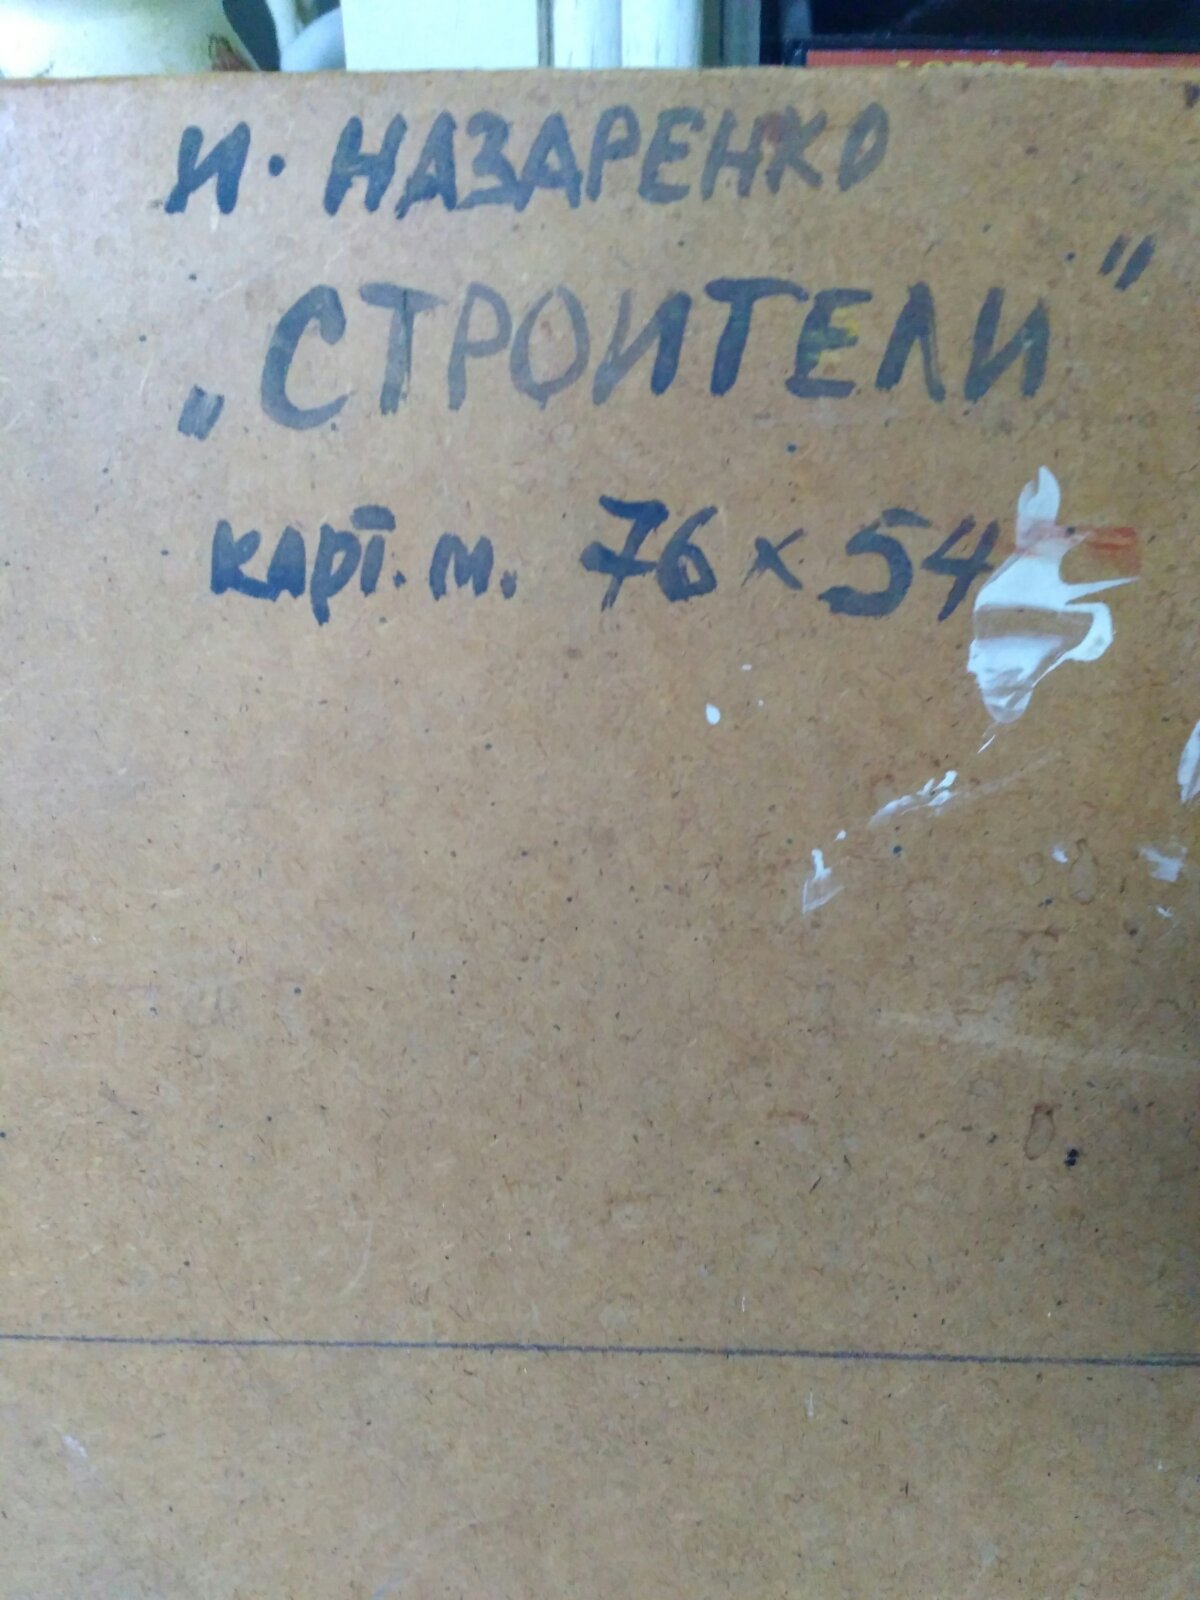 И. НАЗАРЕНКО
„СТРОИТЕЛИ"
карт. м. 76 x 54